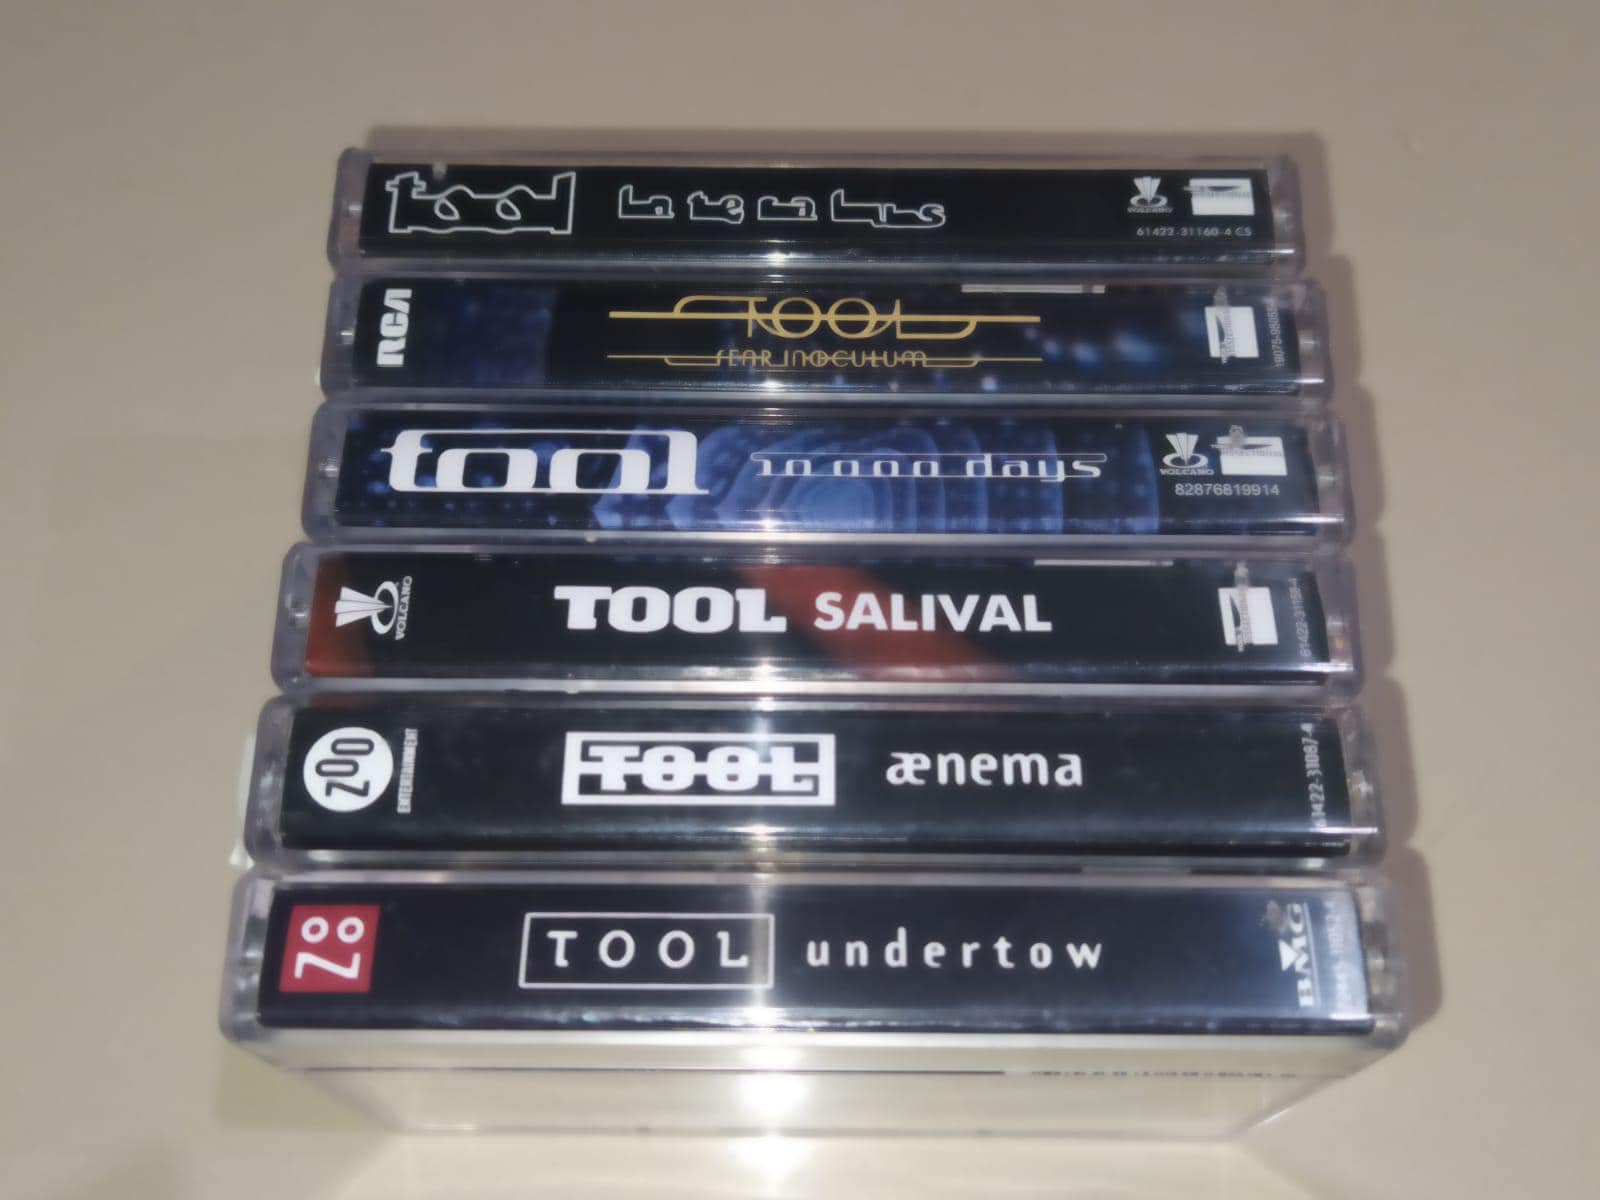 tool lateralus
VOLCANO
61422-31160-4 CS
RCA
TOOL
FEAR INOCULUM
tool 10 000 days
VOLCANO
82876819914
VOLCANO
TOOL SALIVAL
ZOO
ENTERTAINMENT
TOOL ænema
61422-31087-4
ZOO
TOOL undertow
BMG